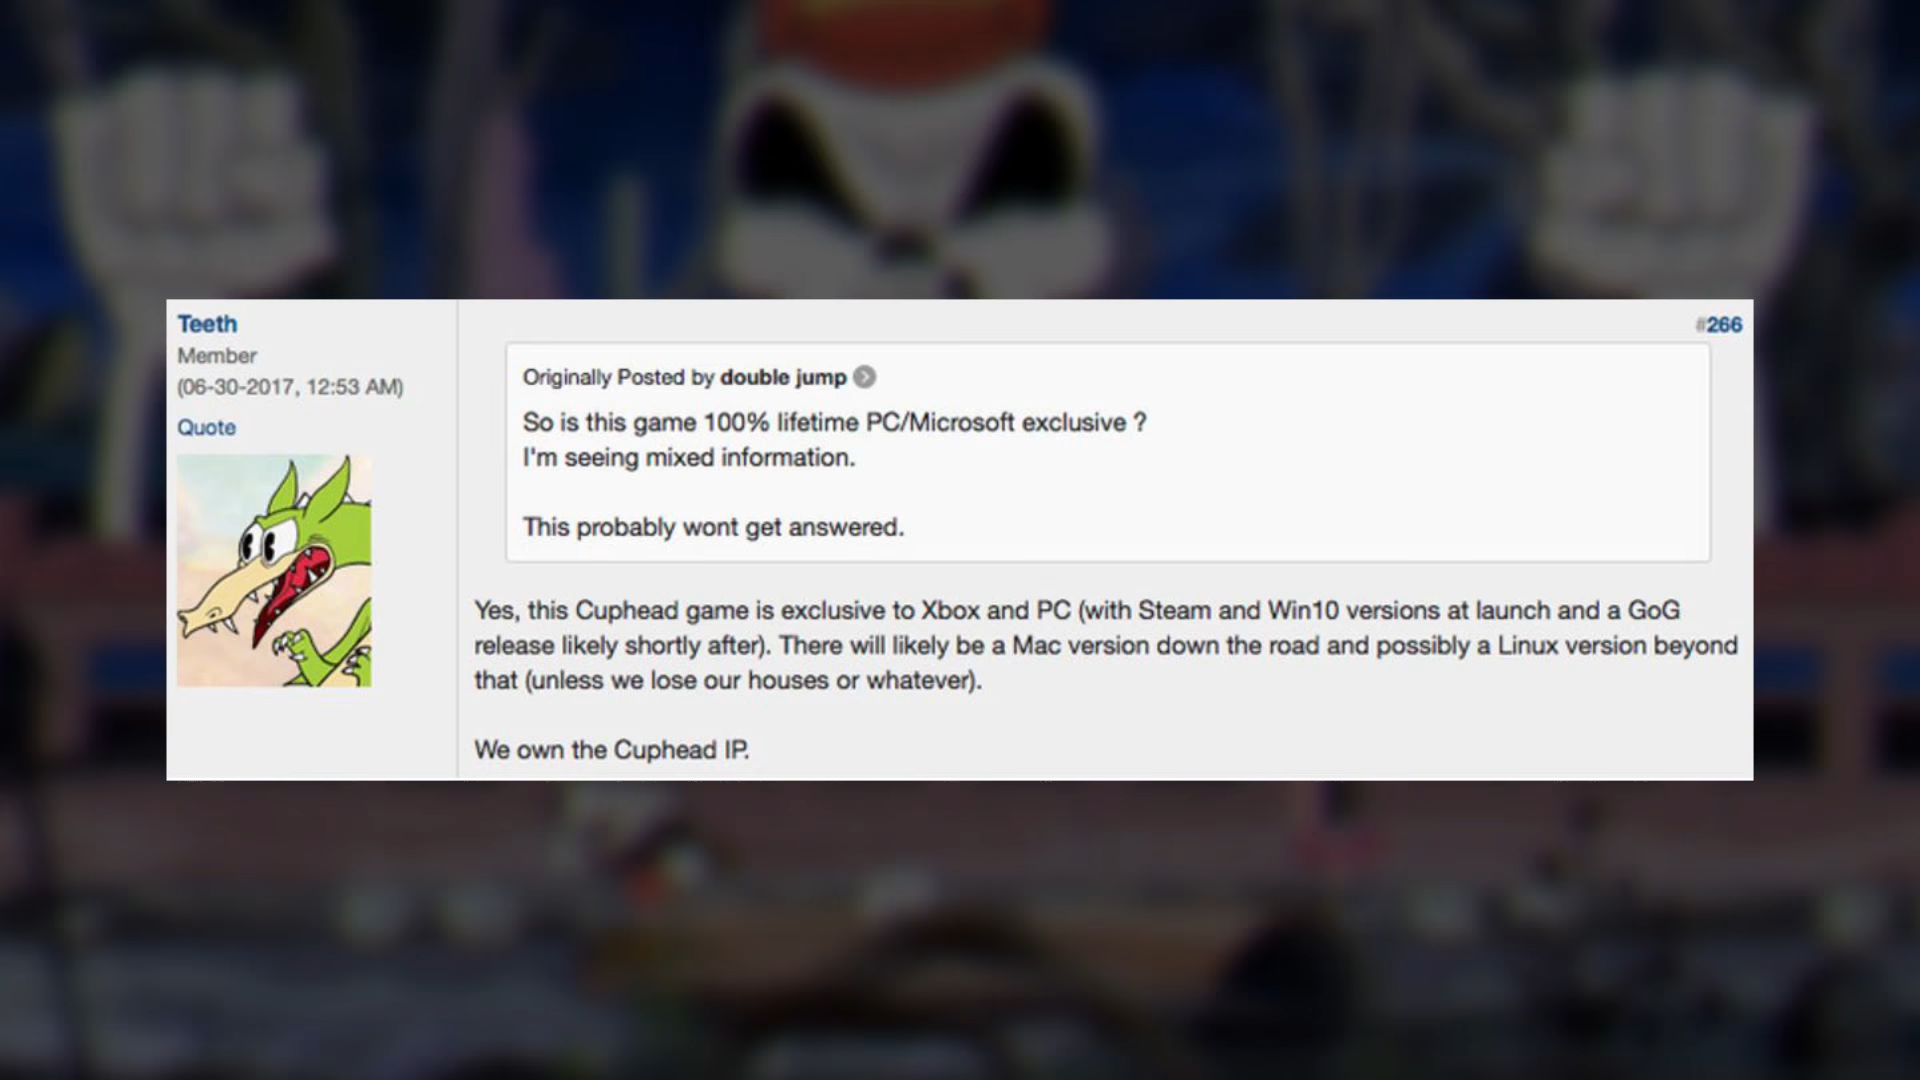 Teeth
Member
(06-30-2017, 12:53 AM)
Quote
#266
Originally Posted by double jump
So is this game 100% lifetime PC/Microsoft exclusive ?
I'm seeing mixed information.
This probably wont get answered.
Yes, this Cuphead game is exclusive to Xbox and PC (with Steam and Win10 versions at launch and a GoG
release likely shortly after). There will likely be a Mac version down the road and possibly a Linux version beyond
that (unless we lose our houses or whatever).
We own the Cuphead IP.